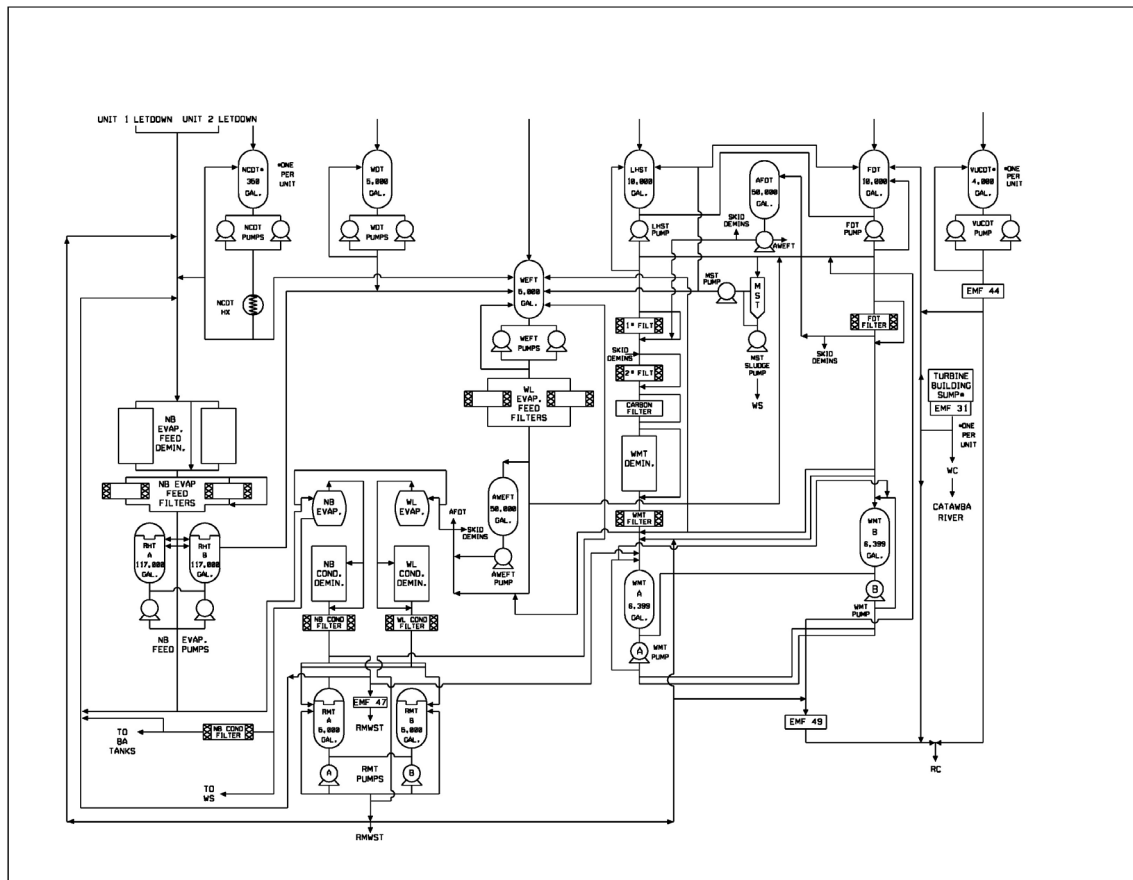 UNIT 1 LETDOWN UNIT 2 LETDOWN
NCDT*
350
GAL.
*ONE
PER
UNIT
NCDT
PUMPS
NCDT
HX
WDT
5,000
GAL.
WDT
PUMPS
WEFT
5,000
GAL.
WEFT
PUMPS
WL
EVAP.
FEED
FILTERS
LHST
10,000
GAL.
LHST
PUMP
AFDT
50,000
GAL.
SKID
DEMINS
AWEFT
FDT
10,000
GAL.
FDT
PUMP
VUCDT*
4,000
GAL.
*ONE
PER
UNIT
VUCDT
PUMPS
EMF 44
MST
PUMP
M
S
T
MST
SLUDGE
PUMP
WS
1° FILT
SKID
DEMINS
2° FILT
CARBON
FILTER
WMT
DEMIN.
WMT
FILTER
FDT
FILTER
SKID
DEMINS
TURBINE
BUILDING
SUMP*
EMF 31
*ONE
PER
UNIT
WC
CATAWBA
RIVER
NB
EVAP.
FEED
DEMIN.
NB EVAP
FEED
FILTERS
RHT
A
117,000
GAL.
RHT
B
117,000
GAL.
NB EVAP.
FEED PUMPS
NB
EVAP.
WL
EVAP.
SKID
DEMINS
NB
COND.
DEMIN.
WL
COND.
DEMIN.
NB COND
FILTER
WL COND
FILTER
AFDT
AWEFT
50,000
GAL.
AWEFT
PUMP
WMT
A
6,399
GAL.
A
WMT
PUMP
WMT
B
6,399
GAL.
B
WMT
PUMP
TO
BA
TANKS
NB COND
FILTER
TO
WS
RMT
A
5,000
GAL.
EMF 47
RMWST
RMT
B
5,000
GAL.
A
RMT
PUMPS
B
RMWST
EMF 49
RC